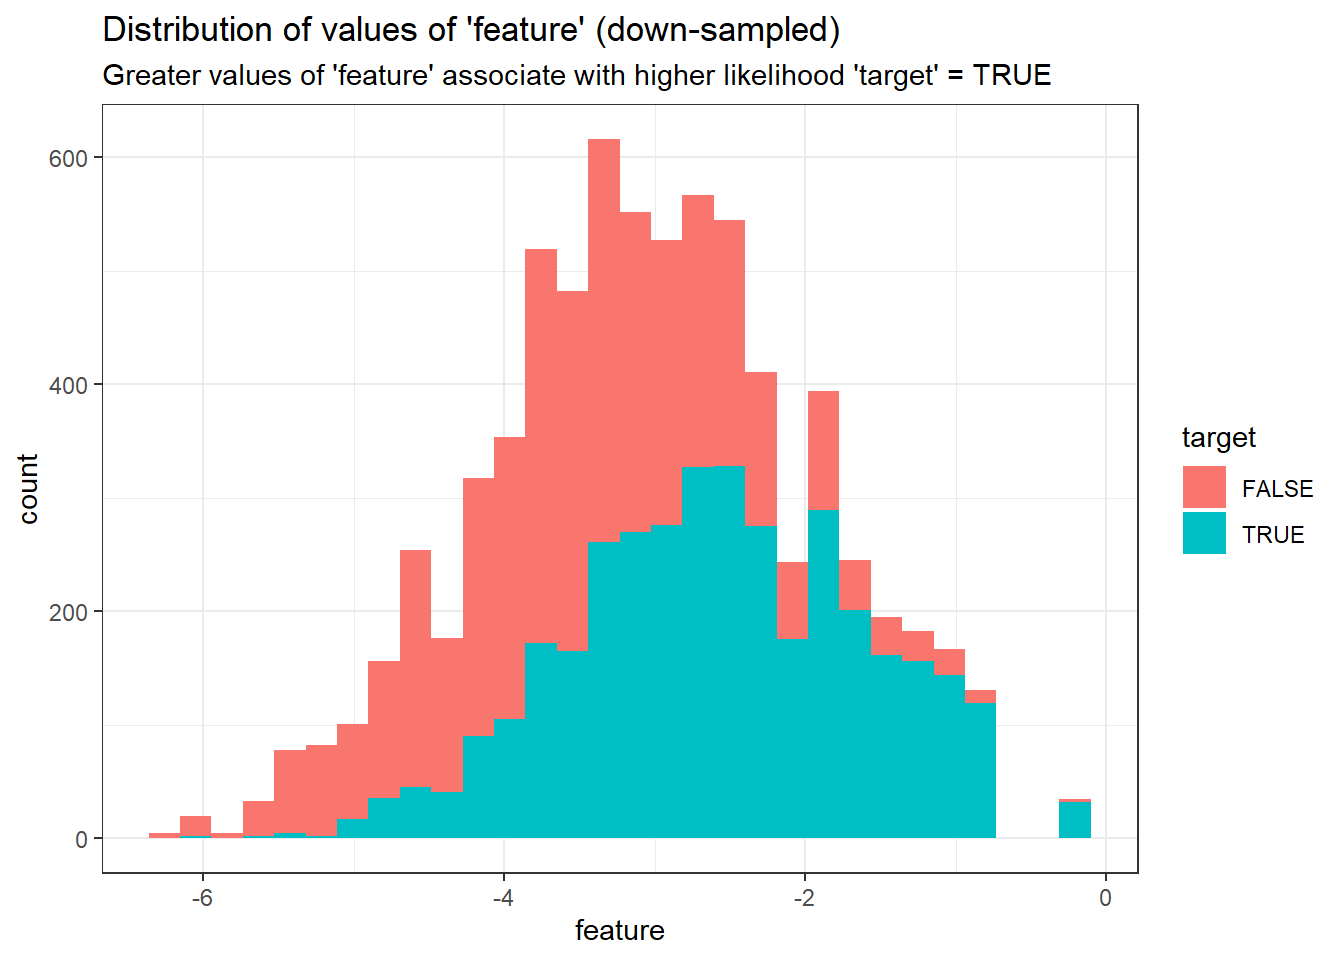 Distribution of values of 'feature' (down-sampled)
Greater values of 'feature' associate with higher likelihood 'target' = TRUE
600
400
200
0
count
-6
-4
-2
0
feature
target
FALSE
TRUE